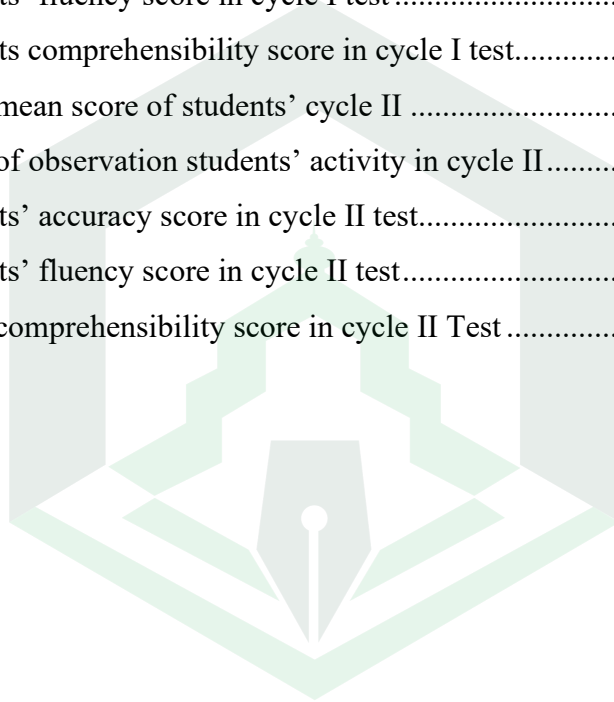 ts’ fluency score in cycle I test..............................
ts comprehensibility score in cycle I test.............
mean score of students’ cycle II ..........................
of observation students’ activity in cycle II.........
ts’ accuracy score in cycle II test.........................
ts’ fluency score in cycle II test...........................
comprehensibility score in cycle II Test ..............